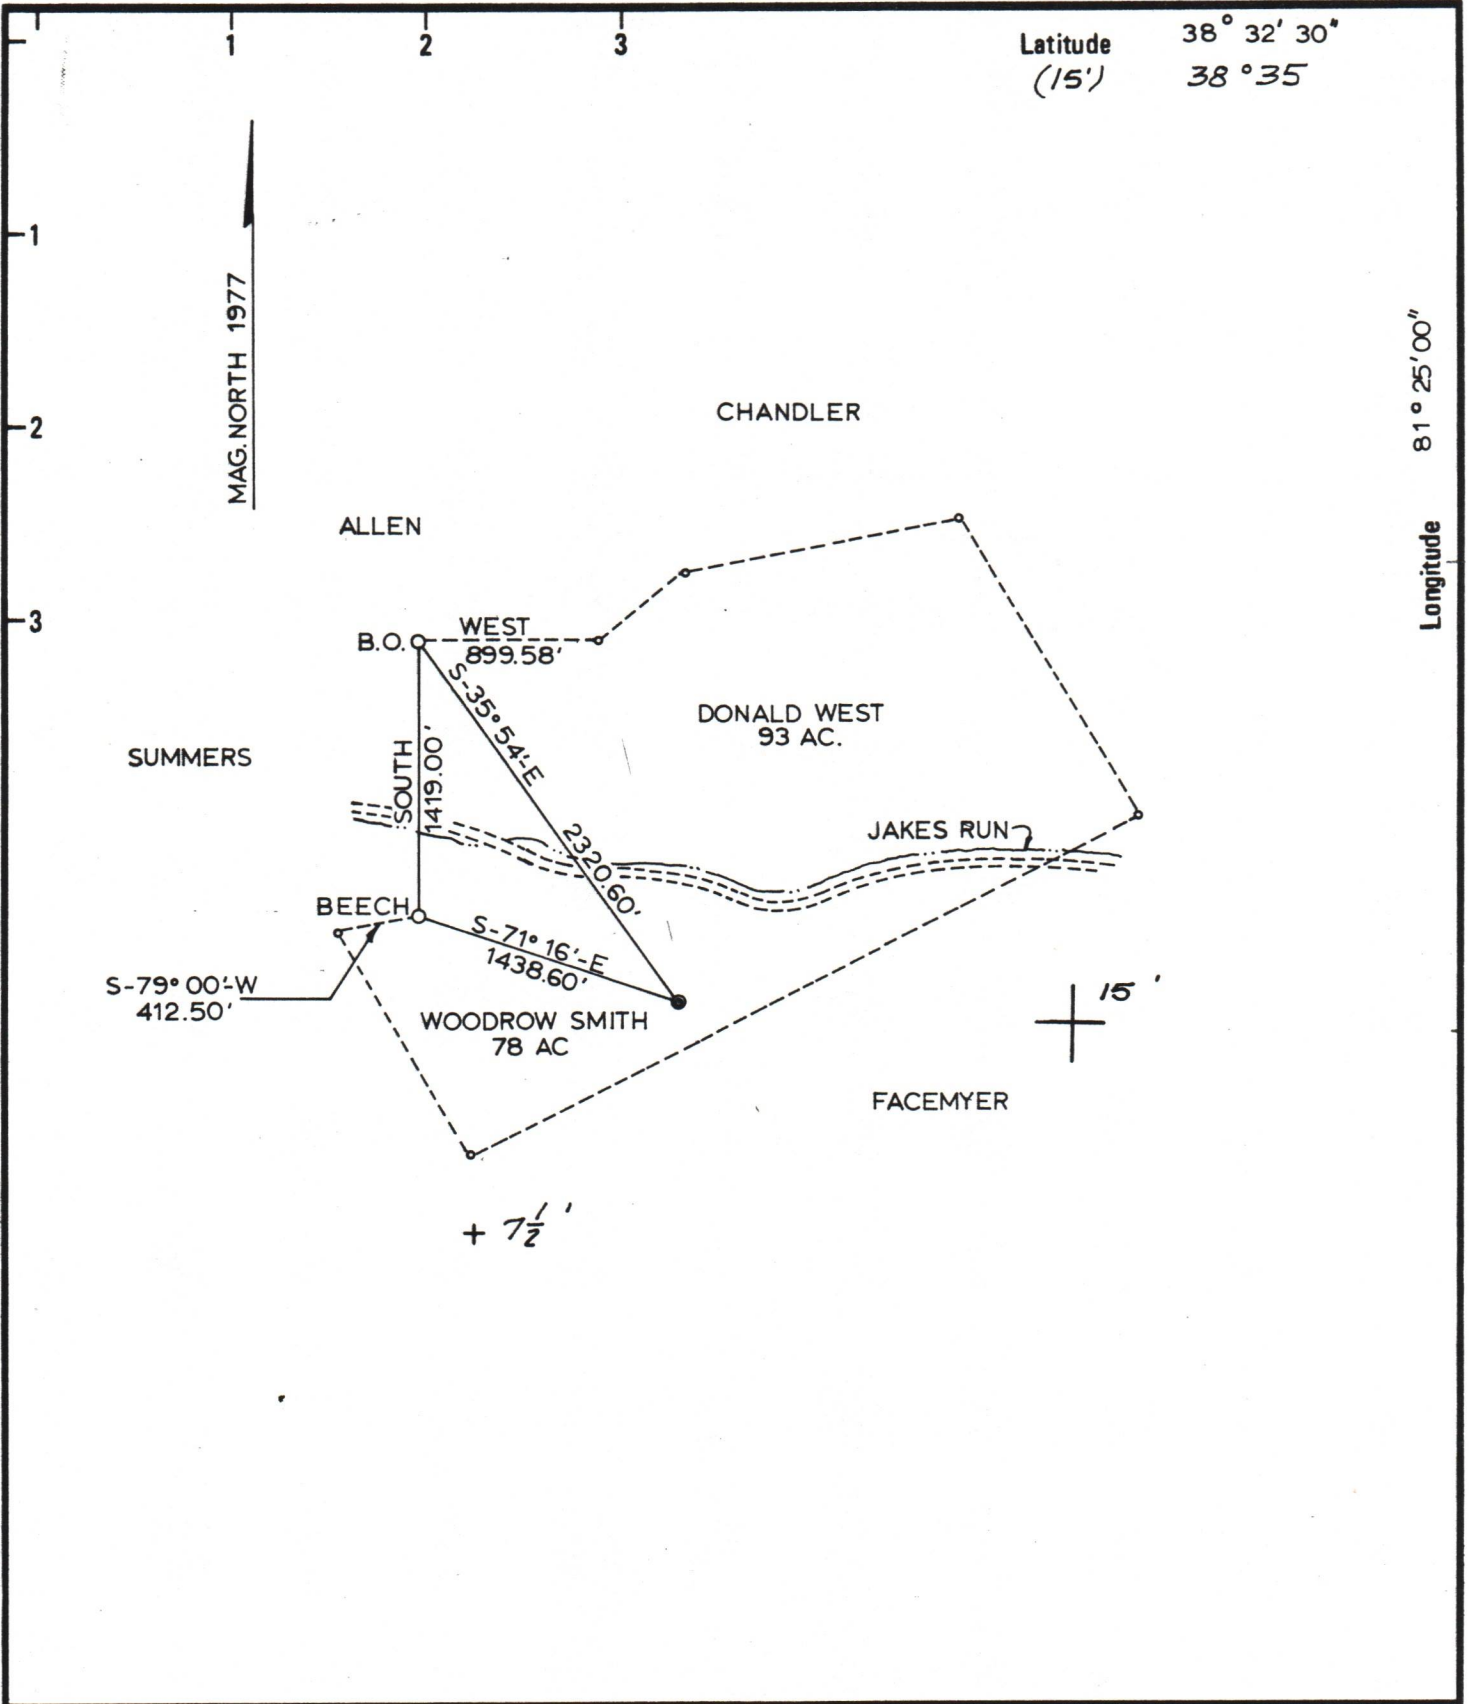 1
2
3
Latitude 38° 32' 30"
(15') 38°35
1
2
3
MAG. NORTH 1977
81° 25' 00"
Longitude
CHANDLER
ALLEN
B.O.
WEST
899.58'
S-35°54'-E
2320.60'
DONALD WEST
93 AC.
SUMMERS
SOUTH
1419.00'
JAKES RUN
BEECH
S-71°16'-E
1438.60'
S-79°00'-W
412.50'
WOODROW SMITH
78 AC
15'
FACEMYER
+ 7 1/2'